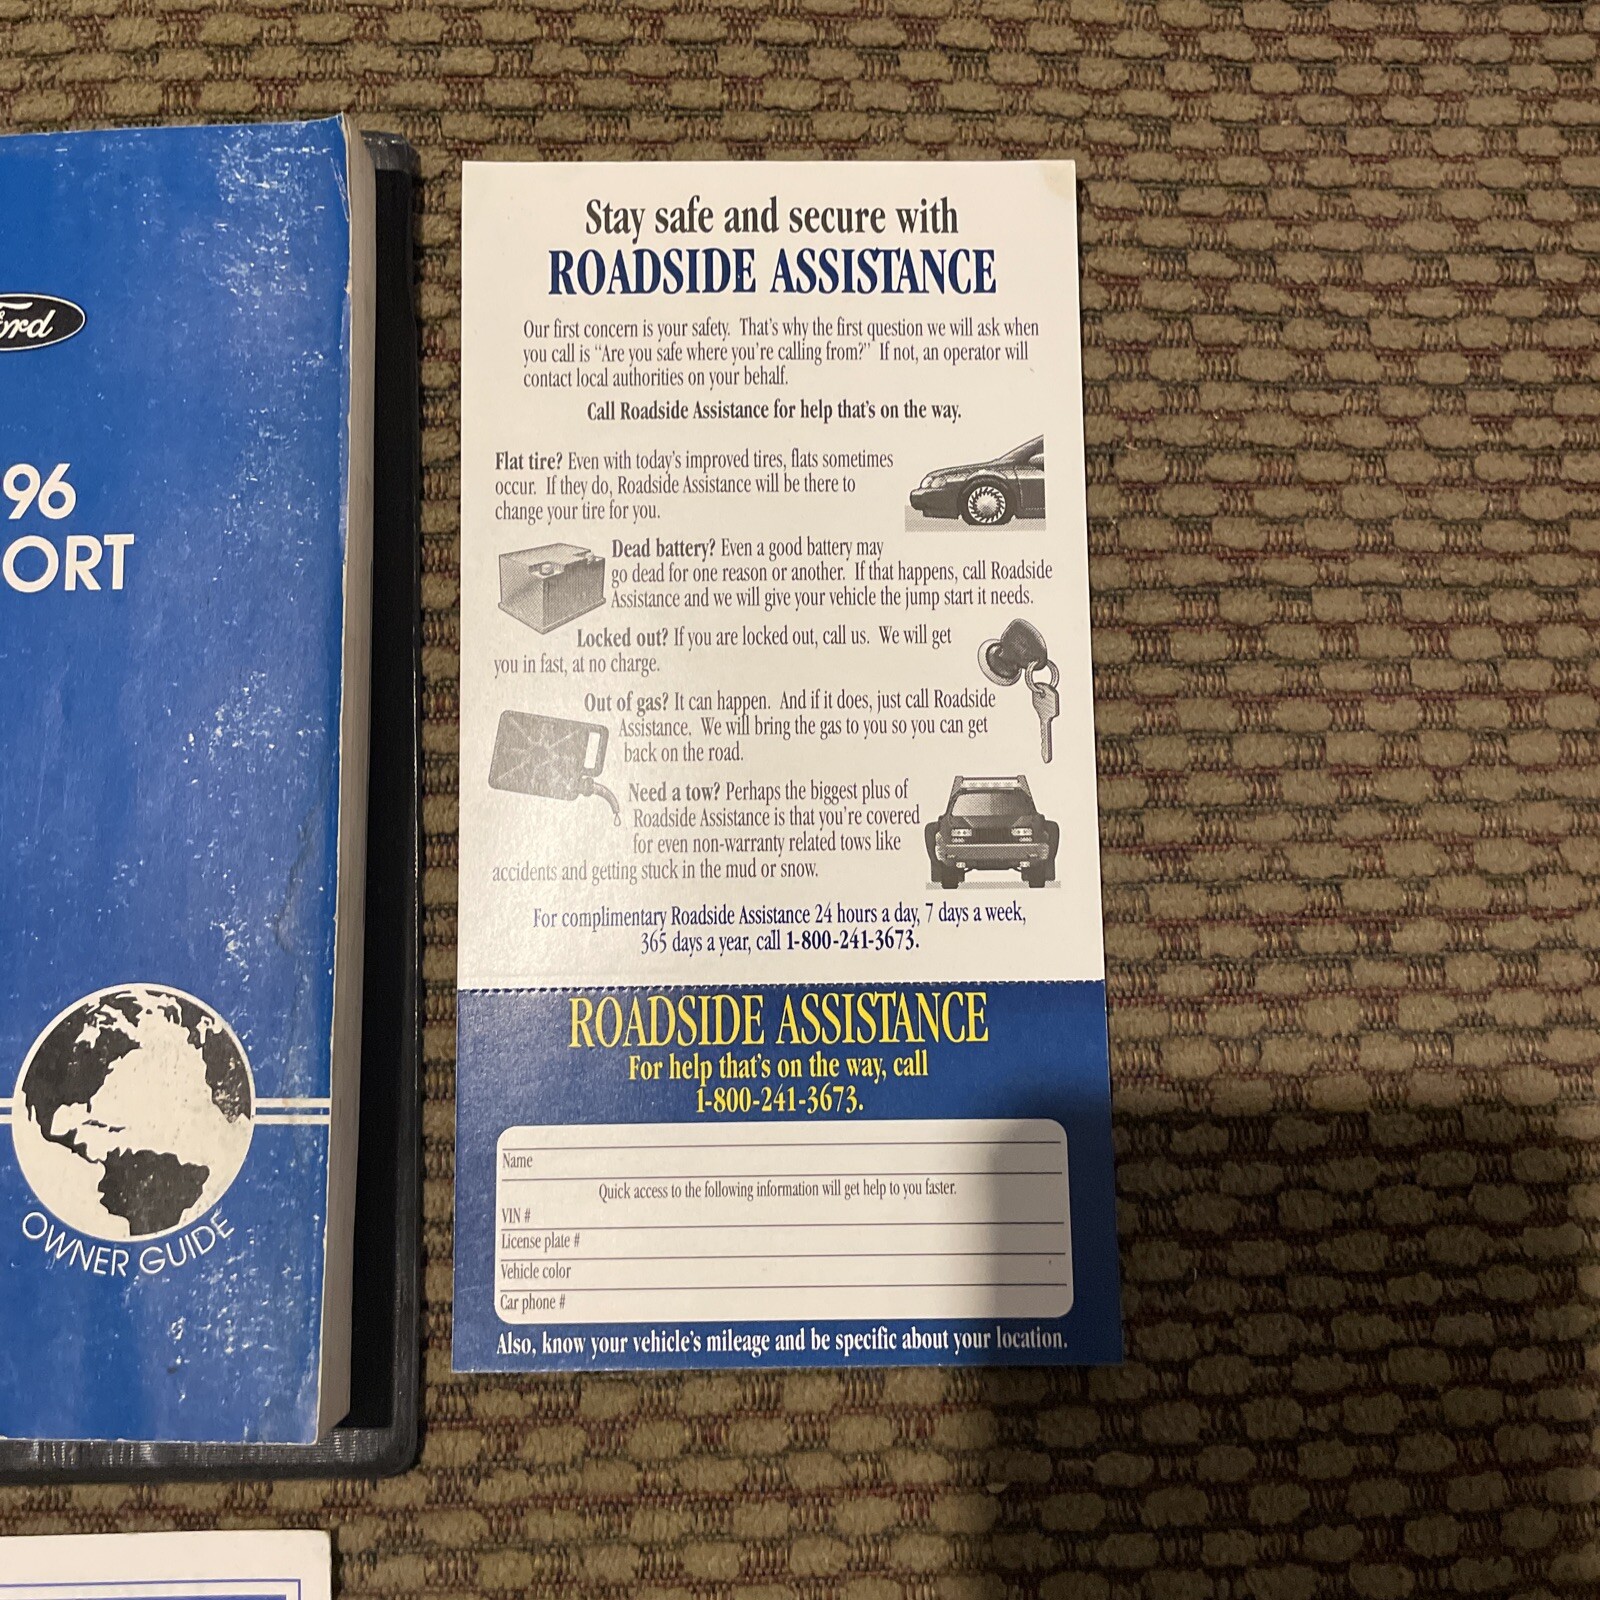 Ford
96
ORT
OWNER GUIDE
Stay safe and secure with
ROADSIDE ASSISTANCE
Our first concern is your safety. That's why the first question we will ask when
you call is "Are you safe where you're calling from?" If not, an operator will
contact local authorities on your behalf.
Call Roadside Assistance for help that's on the way.
Flat tire? Even with today's improved tires, flats sometimes
occur. If they do, Roadside Assistance will be there to
change your tire for you.
Dead battery? Even a good battery may
go dead for one reason or another. If that happens, call Roadside
Assistance and we will give your vehicle the jump start it needs.
Locked out? If you are locked out, call us. We will get
you in fast, at no charge.
Out of gas? It can happen. And if it does, just call Roadside
Assistance. We will bring the gas to you so you can get
back on the road.
Need a tow? Perhaps the biggest plus of
Roadside Assistance is that you're covered
for even non-warranty related tows like
accidents and getting stuck in the mud or snow.
For complimentary Roadside Assistance 24 hours a day, 7 days a week,
365 days a year, call 1-800-241-3673.
ROADSIDE ASSISTANCE
For help that's on the way, call
1-800-241-3673.
Name
Quick access to the following information will get help to you faster.
VIN #
License plate #
Vehicle color
Car phone #
Also, know your vehicle's mileage and be specific about your location.